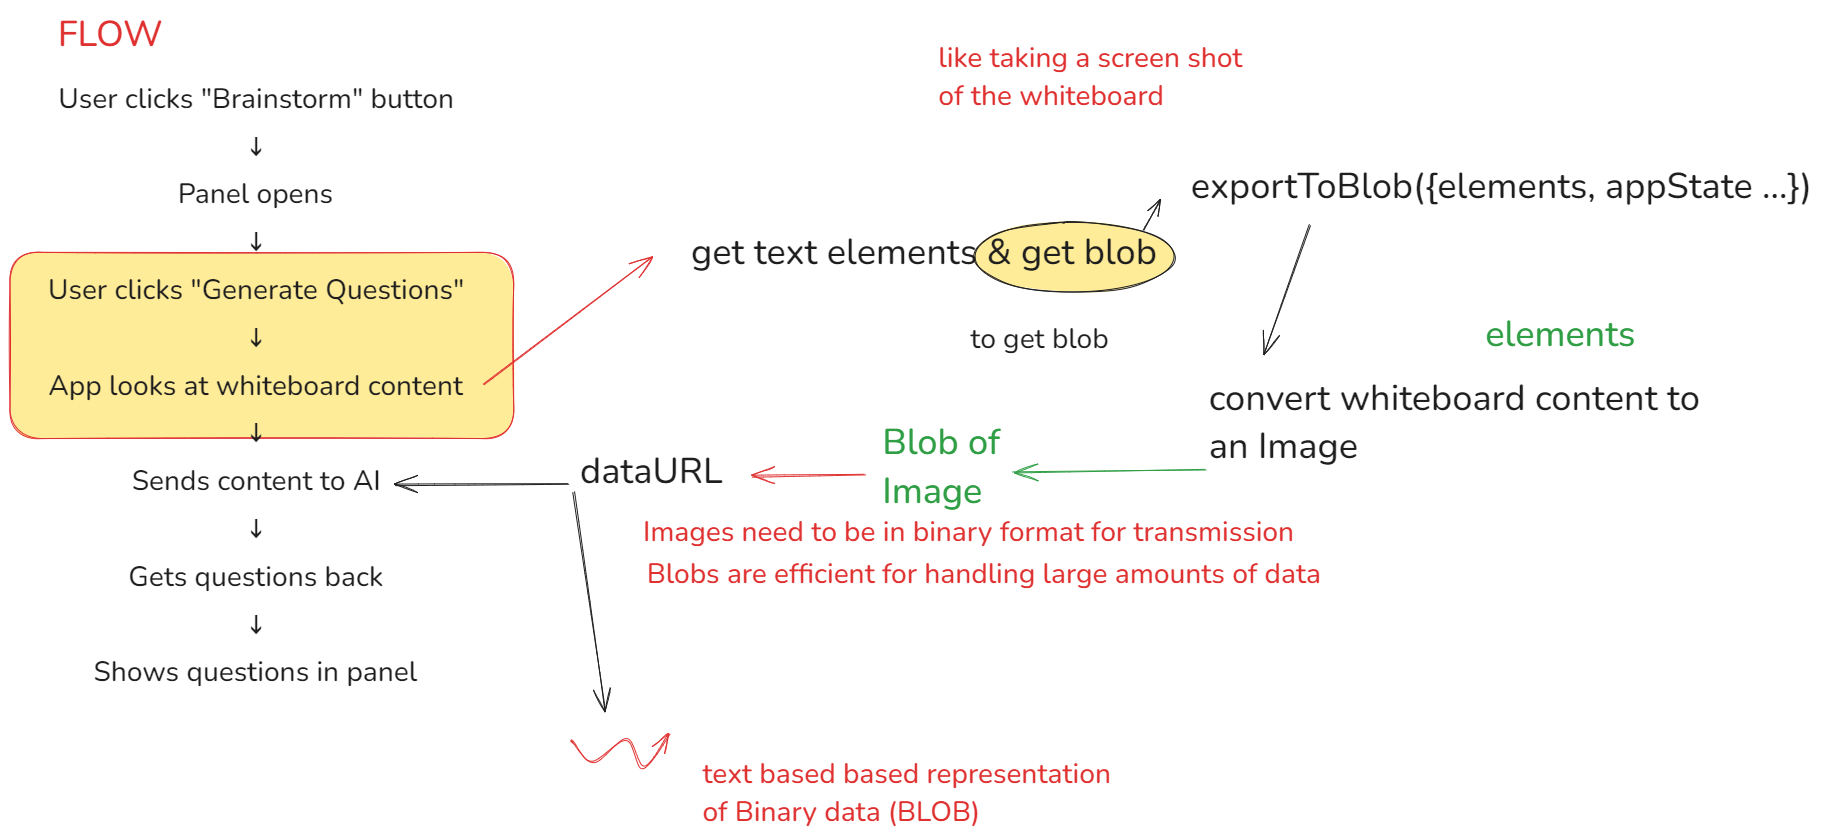 FLOW
User clicks "Brainstorm" button
↓
Panel opens
↓
User clicks "Generate Questions"
↓
App looks at whiteboard content
↓
Sends content to AI
↓
Gets questions back
↓
Shows questions in panel
like taking a screen shot
of the whiteboard
get text elements & get blob
to get blob
exportToBlob({elements, appState ...})
elements
convert whiteboard content to
an Image
Blob of
Image
dataURL
Images need to be in binary format for transmission
Blobs are efficient for handling large amounts of data
text based based representation
of Binary data (BLOB)